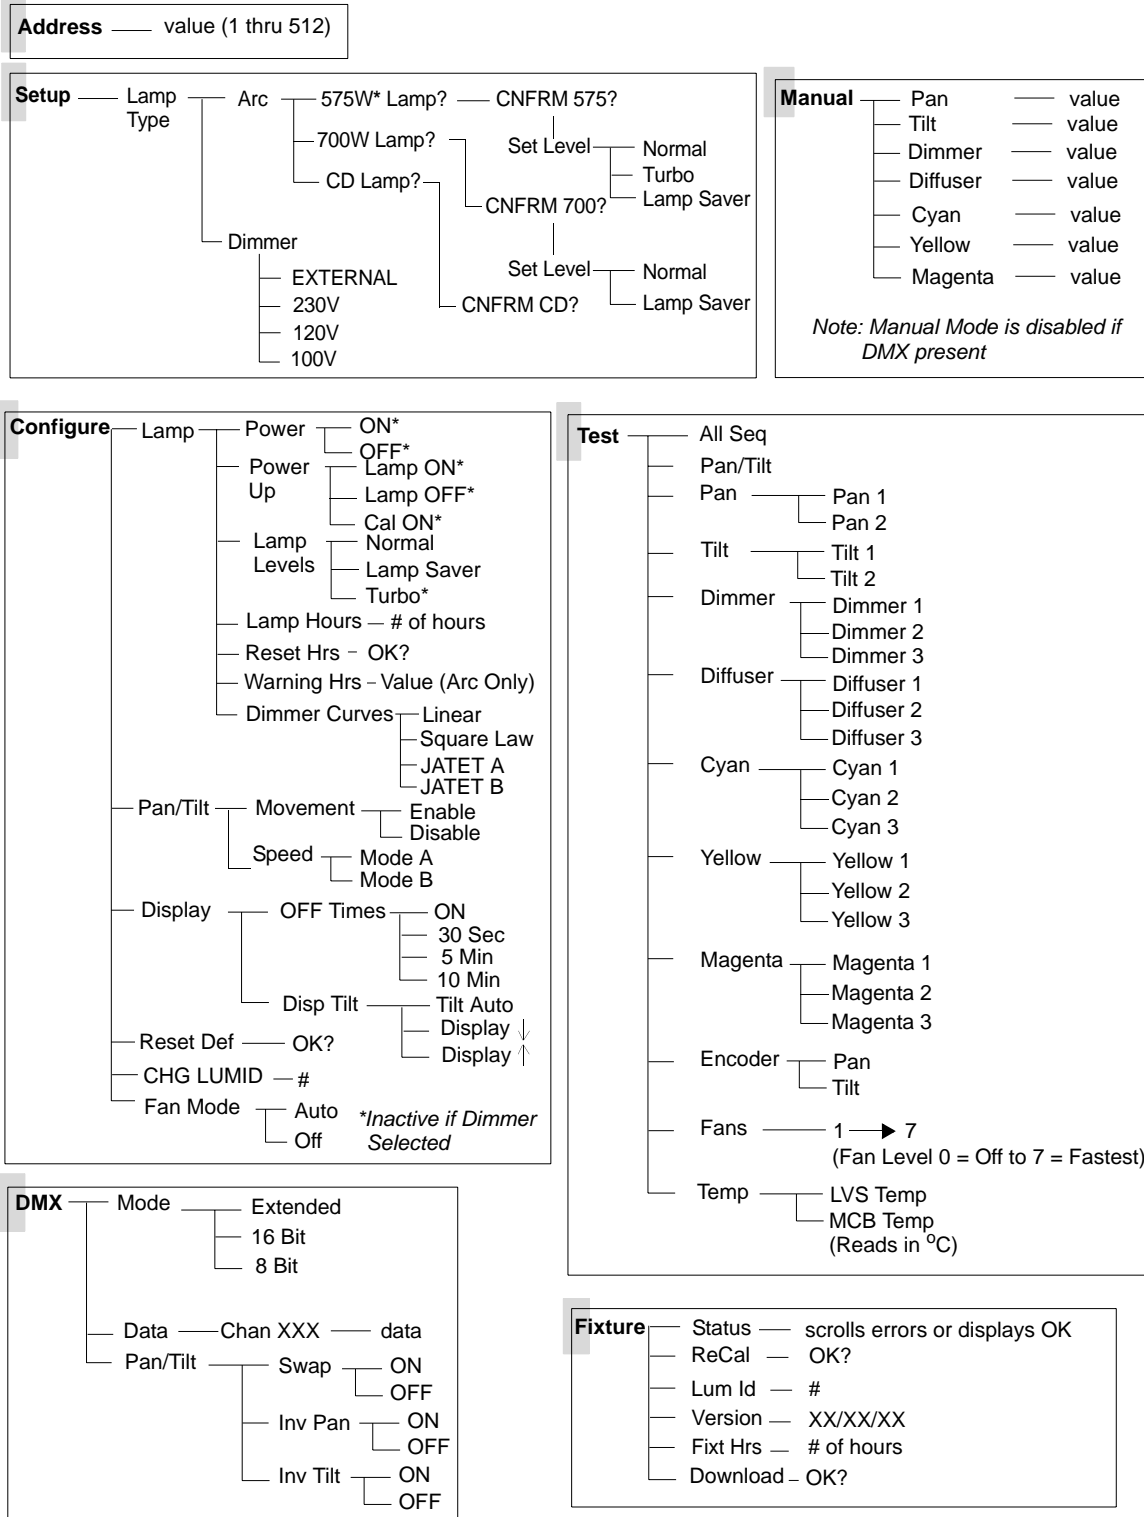 Address value (1 thru 512)
Setup Lamp Type Arc 575W* Lamp? CNFRM 575?
Set Level Normal
Turbo
Lamp Saver
700W Lamp?
CNFRM 700?
Set Level Normal
Lamp Saver
CD Lamp?
CNFRM CD?
Dimmer
EXTERNAL
230V
120V
100V
Manual Pan value
Tilt value
Dimmer value
Diffuser value
Cyan value
Yellow value
Magenta value
Note: Manual Mode is disabled if
DMX present
Configure Lamp Power ON*
OFF*
Power Up Lamp ON*
Lamp OFF*
Cal ON*
Lamp Levels Normal
Lamp Saver
Turbo*
Lamp Hours # of hours
Reset Hrs OK?
Warning Hrs Value (Arc Only)
Dimmer Curves Linear
Square Law
JATET A
JATET B
Pan/Tilt Movement Enable
Disable
Speed Mode A
Mode B
Display OFF Times ON
30 Sec
5 Min
10 Min
Disp Tilt Tilt Auto
Display ↓
Display ↑
Reset Def OK?
CHG LUMID #
Fan Mode Auto
Off
*Inactive if Dimmer
Selected
Test All Seq
Pan/Tilt
Pan Pan 1
Pan 2
Tilt Tilt 1
Tilt 2
Dimmer Dimmer 1
Dimmer 2
Dimmer 3
Diffuser Diffuser 1
Diffuser 2
Diffuser 3
Cyan Cyan 1
Cyan 2
Cyan 3
Yellow Yellow 1
Yellow 2
Yellow 3
Magenta Magenta 1
Magenta 2
Magenta 3
Encoder Pan
Tilt
Fans 1 → 7
(Fan Level 0 = Off to 7 = Fastest)
Temp LVS Temp
MCB Temp
(Reads in °C)
DMX Mode Extended
16 Bit
8 Bit
Data Chan XXX data
Pan/Tilt Swap ON
OFF
Inv Pan ON
OFF
Inv Tilt ON
OFF
Fixture Status scrolls errors or displays OK
ReCal OK?
Lum Id #
Version XX/XX/XX
Fixt Hrs # of hours
Download OK?